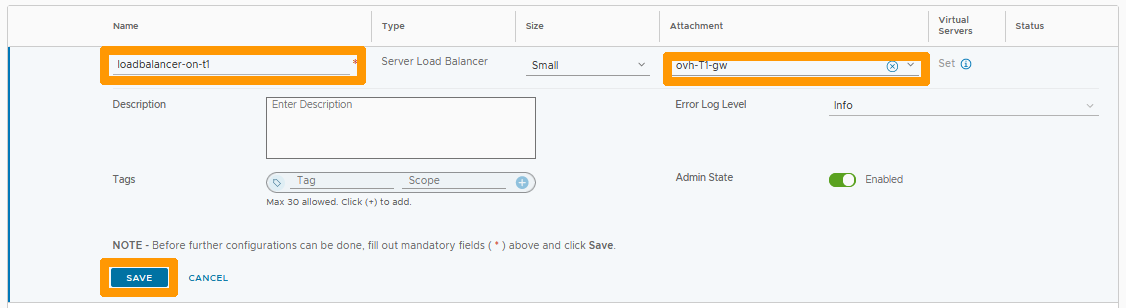 Name Type Size Attachment Virtual Servers Status
loadbalancer-on-t1 * Server Load Balancer Small ovh-T1-gw Set
Description Enter Description Error Log Level Info
Tags Tag Scope Admin State Enabled
Max 30 allowed. Click (+) to add.
NOTE - Before further configurations can be done, fill out mandatory fields ( * ) above and click Save.
SAVE CANCEL